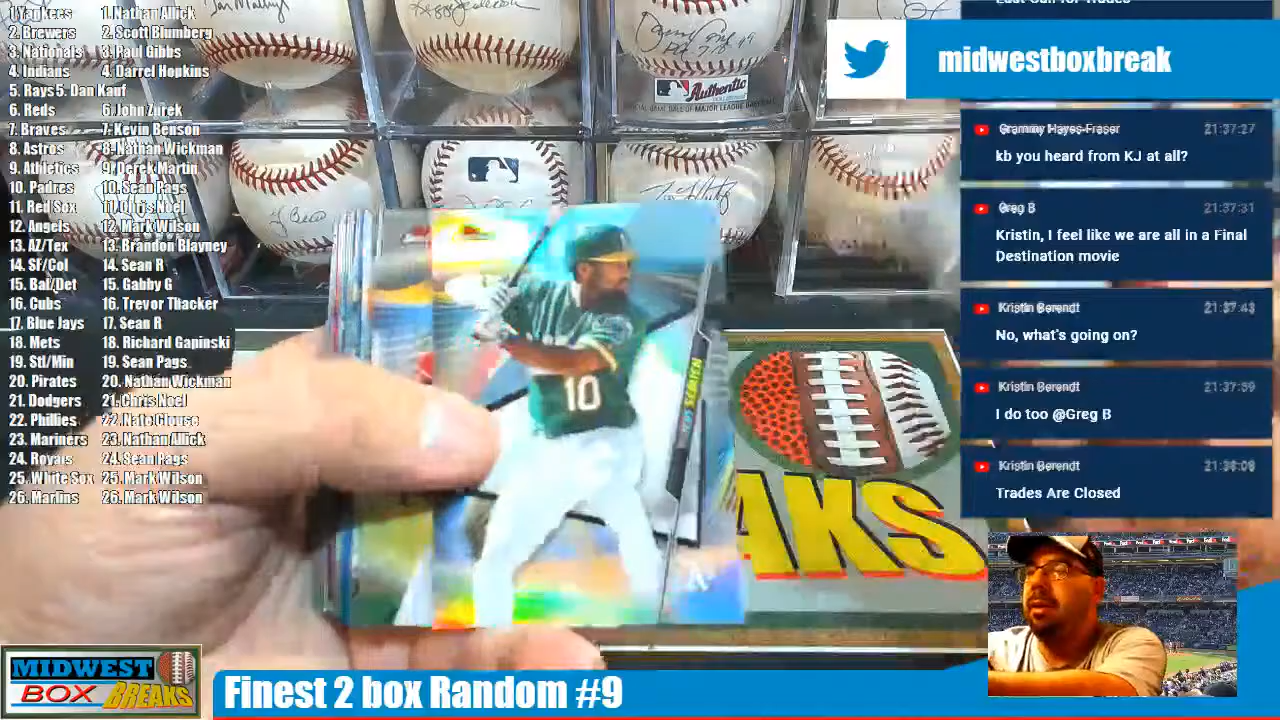 1 Yankees 1. Nathan Allick
2. Brewers 2. Scott Blumberg
3. Nationals 3. Paul Gibbs
4. Indians 4. Darrel Hopkins
5. Rays 5. Dan Kauf
6. Reds 6. John Zurek
7. Braves 7. Kevin Benson
8. Astros 8. Nathan Wickman
9. Athletics 9. Derek Martin
10. Padres 10. Sean Pags
11. Red Sox 11. Chris Noel
12. Angels 12. Mark Wilson
13. AZ/Tex 13. Brandon Blayney
14. SF/Col 14. Sean R
15. Bal/Det 15. Gabby G
16. Cubs 16. Trevor Thacker
17. Blue Jays 17. Sean R
18. Mets 18. Richard Gapinski
19. Stl/Min 19. Sean Pags
20. Pirates 20. Nathan Wickman
21. Dodgers 21. Chris Noel
22. Phillies 22. Nate Clouse
23. Mariners 23. Nathan Allick
24. Royals 24. Sean Pags
25. White Sox 25. Mark Wilson
26. Marlins 26. Mark Wilson
Authentic
10
SEMIEN
AKS
midwestboxbreak
Grammy Hayes-Fraser 21:37:27
kb you heard from KJ at all?
Greg B 21:37:31
Kristin, I feel like we are all in a Final
Destination movie
Kristin Berendt 21:37:43
No, what's going on?
Kristin Berendt 21:37:59
I do too @Greg B
Kristin Berendt 21:38:08
Trades Are Closed
MIDWEST
BOX BREAKS
Finest 2 box Random #9